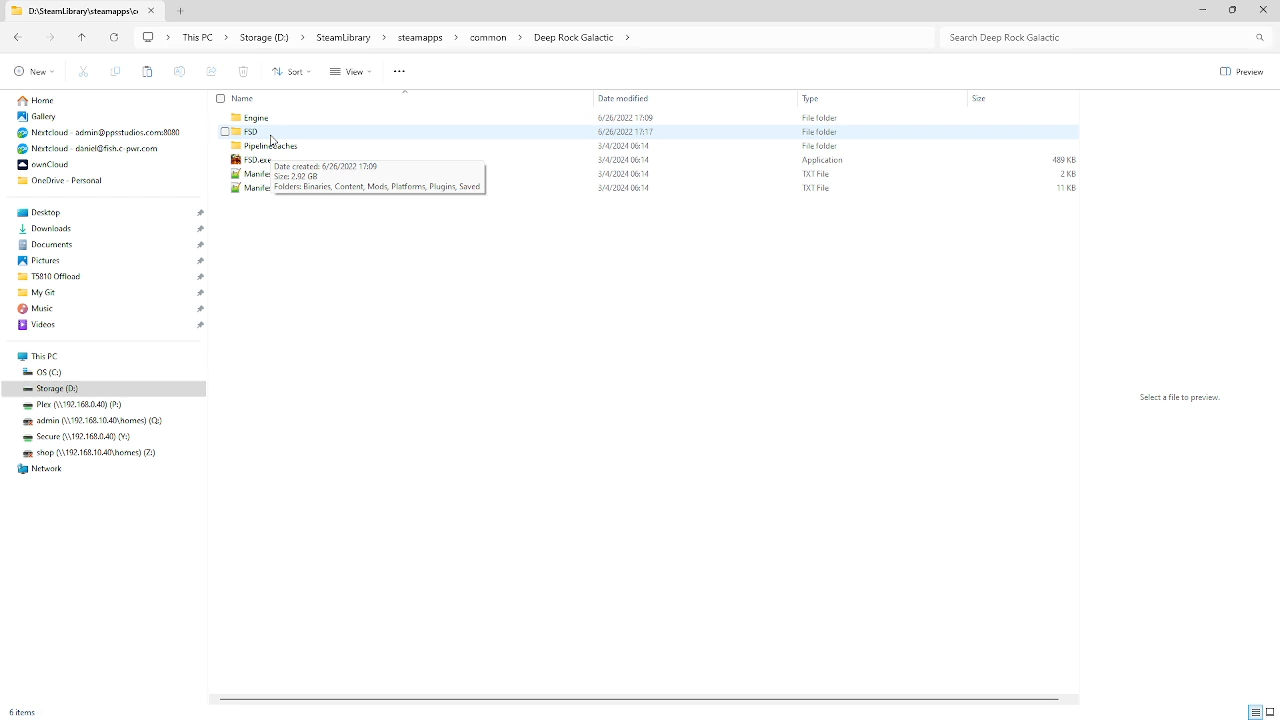 D:\SteamLibrary\steamapps\c
This PC > Storage (D:) > SteamLibrary > steamapps > common > Deep Rock Galactic >
Search Deep Rock Galactic
New
Sort
View
Preview
Name
Date modified
Type
Size
Home
Gallery
Nextcloud - admin@ppsstudios.com:8080
Nextcloud - daniel@fish.c-pwr.com
ownCloud
OneDrive - Personal
Desktop
Downloads
Documents
Pictures
T5810 Offload
My Git
Music
Videos
This PC
OS (C:)
Storage (D:)
Plex (\\192.168.0.40) (P:)
admin (\\192.168.10.40\homes) (Q:)
Secure (\\192.168.0.40) (Y:)
shop (\\192.168.10.40\homes) (Z:)
Network
Engine 6/26/2022 17:09 File folder
FSD 6/26/2022 17:17 File folder
PipelineCaches 3/4/2024 06:14 File folder
FSD.exe 3/4/2024 06:14 Application 489 KB
Manife 3/4/2024 06:14 TXT File 2 KB
Manife 3/4/2024 06:14 TXT File 11 KB
Date created: 6/26/2022 17:09
Size: 2.92 GB
Folders: Binaries, Content, Mods, Platforms, Plugins, Saved
Select a file to preview.
6 items